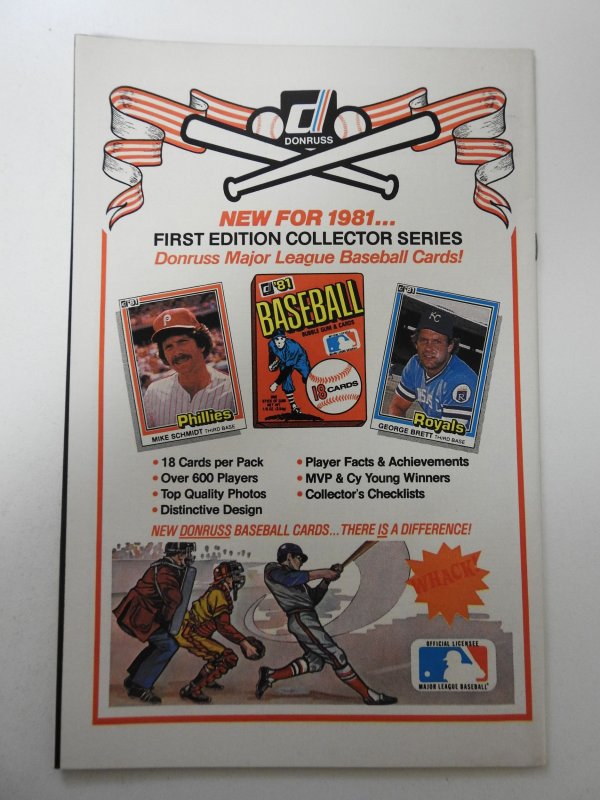 DONRUSS
NEW FOR 1981...
FIRST EDITION COLLECTOR SERIES
Donruss Major League Baseball Cards!
'81
Phillies
MIKE SCHMIDT THIRD BASE
'81
BASEBALL
BUBBLE GUM & CARDS
18 CARDS
'81
Royals
GEORGE BRETT THIRD BASE
• 18 Cards per Pack
• Over 600 Players
• Top Quality Photos
• Distinctive Design
• Player Facts & Achievements
• MVP & Cy Young Winners
• Collector's Checklists
NEW DONRUSS BASEBALL CARDS...THERE IS A DIFFERENCE!
WHACK!
OFFICIAL LICENSEE
MAJOR LEAGUE BASEBALL